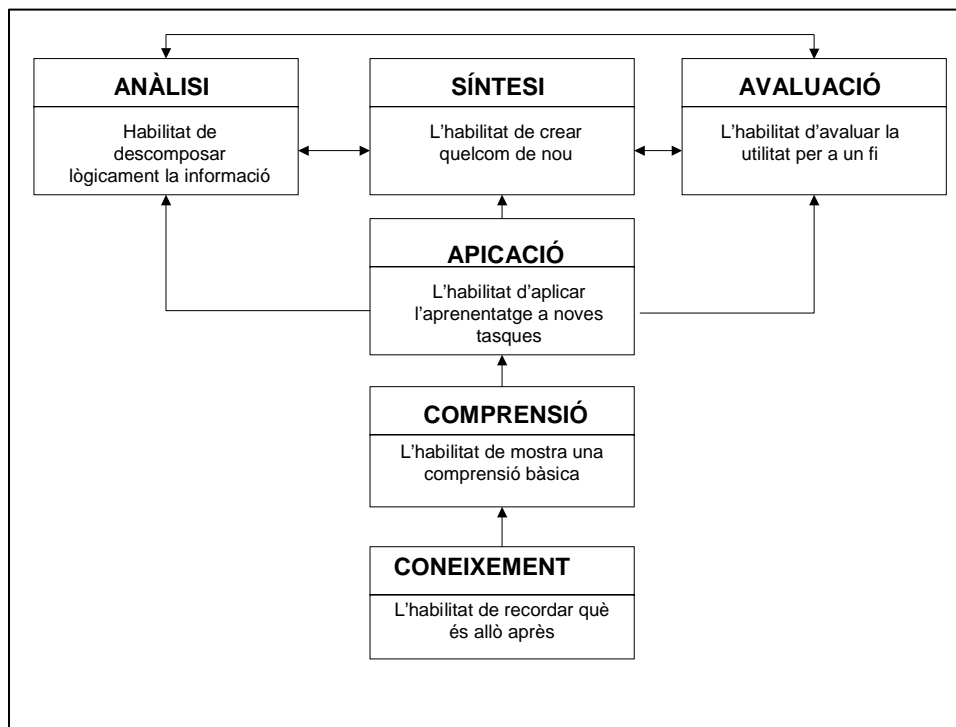 ANÀLISI
Habilitat de
descomposar
lògicament la informació
SÍNTESI
L'habilitat de crear
quelcom de nou
AVALUACIÓ
L'habilitat d'avaluar la
utilitat per a un fi
APICACIÓ
L'habilitat d'aplicar
l'aprenentatge a noves
tasques
COMPRENSIÓ
L'habilitat de mostra una
comprensió bàsica
CONEIXEMENT
L'habilitat de recordar què
és allò après